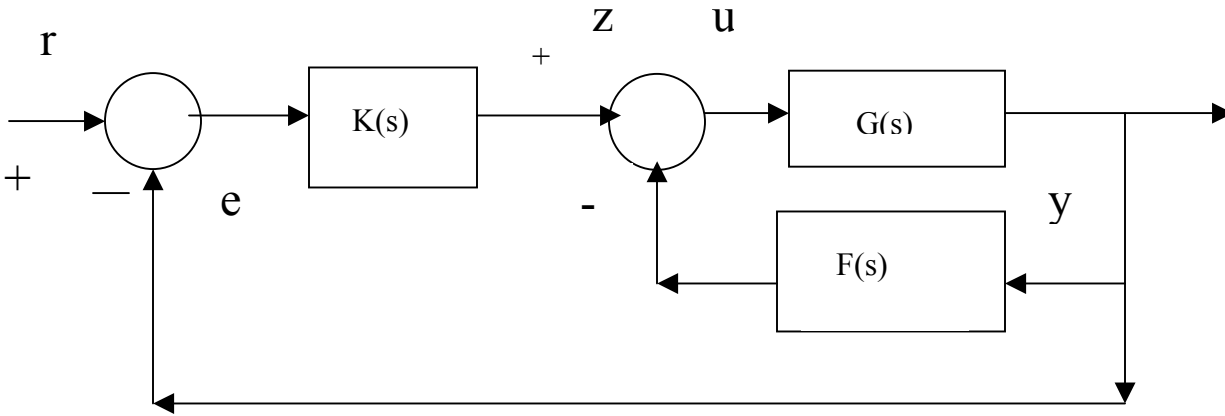 z u
r
+
K(s)
G(s)
+ — e - y
F(s)